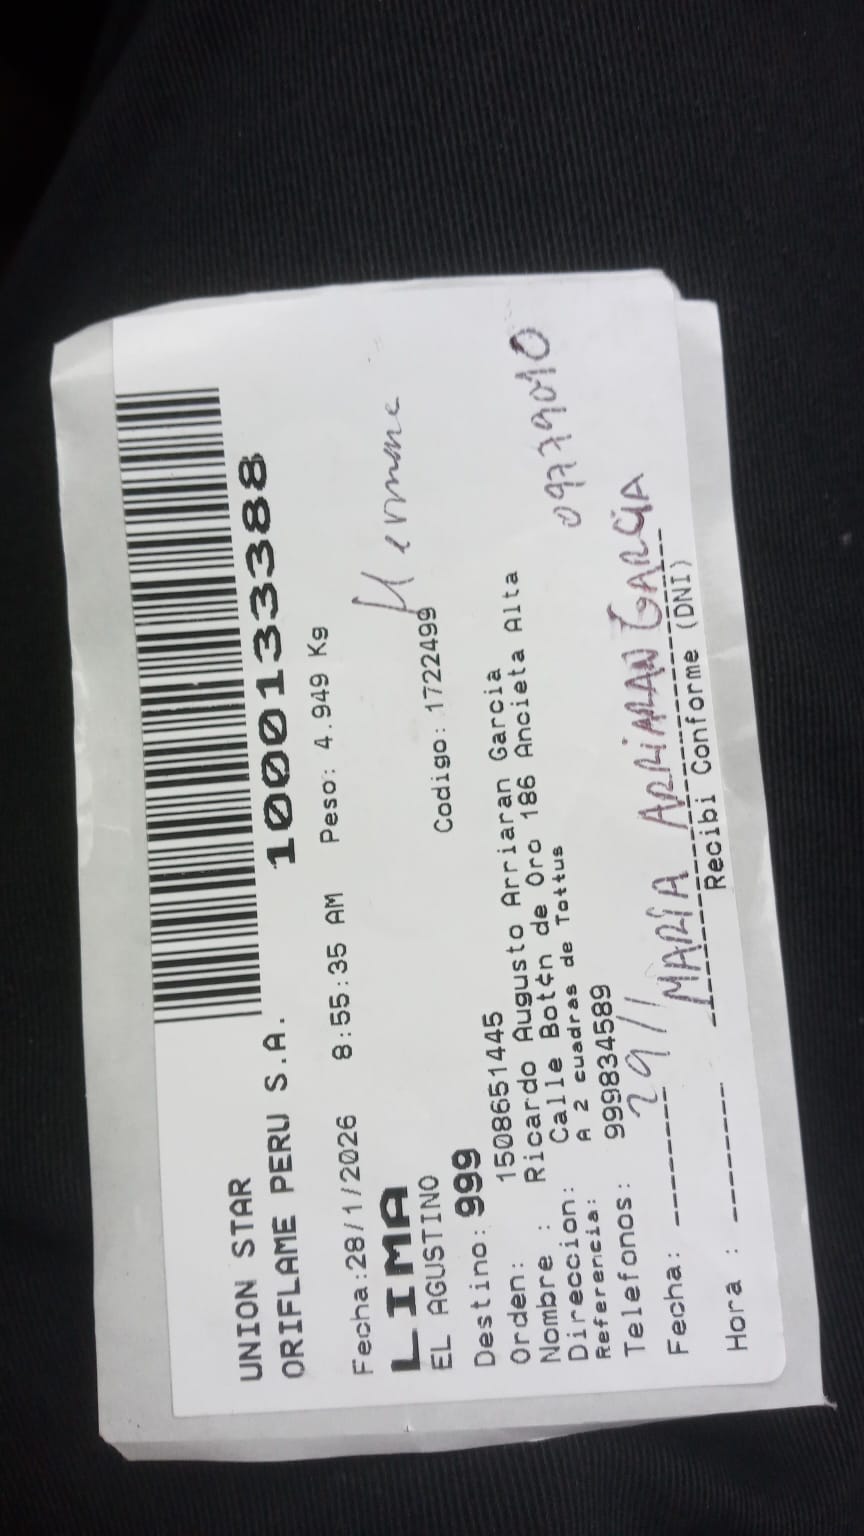 UNION STAR
ORIFLAME PERU S.A. 1000133388
Fecha:28/1/2026 8:55:35 AM Peso: 4.949 Kg
LIMA
EL AGUSTINO
Hermana
Destino: 999 Codigo: 1722499
Orden: 1508651445
Nombre : Ricardo Augusto Arriaran Garcia
Direccion: Calle Bot¢n de Oro 186 Ancieta Alta
Referencia: A 2 cuadras de Tottus
Telefonos: 999834589
09779010
Fecha: 29/1 MARIA ARRIARAN GARCIA
Recibi Conforme (DNI)
Hora :